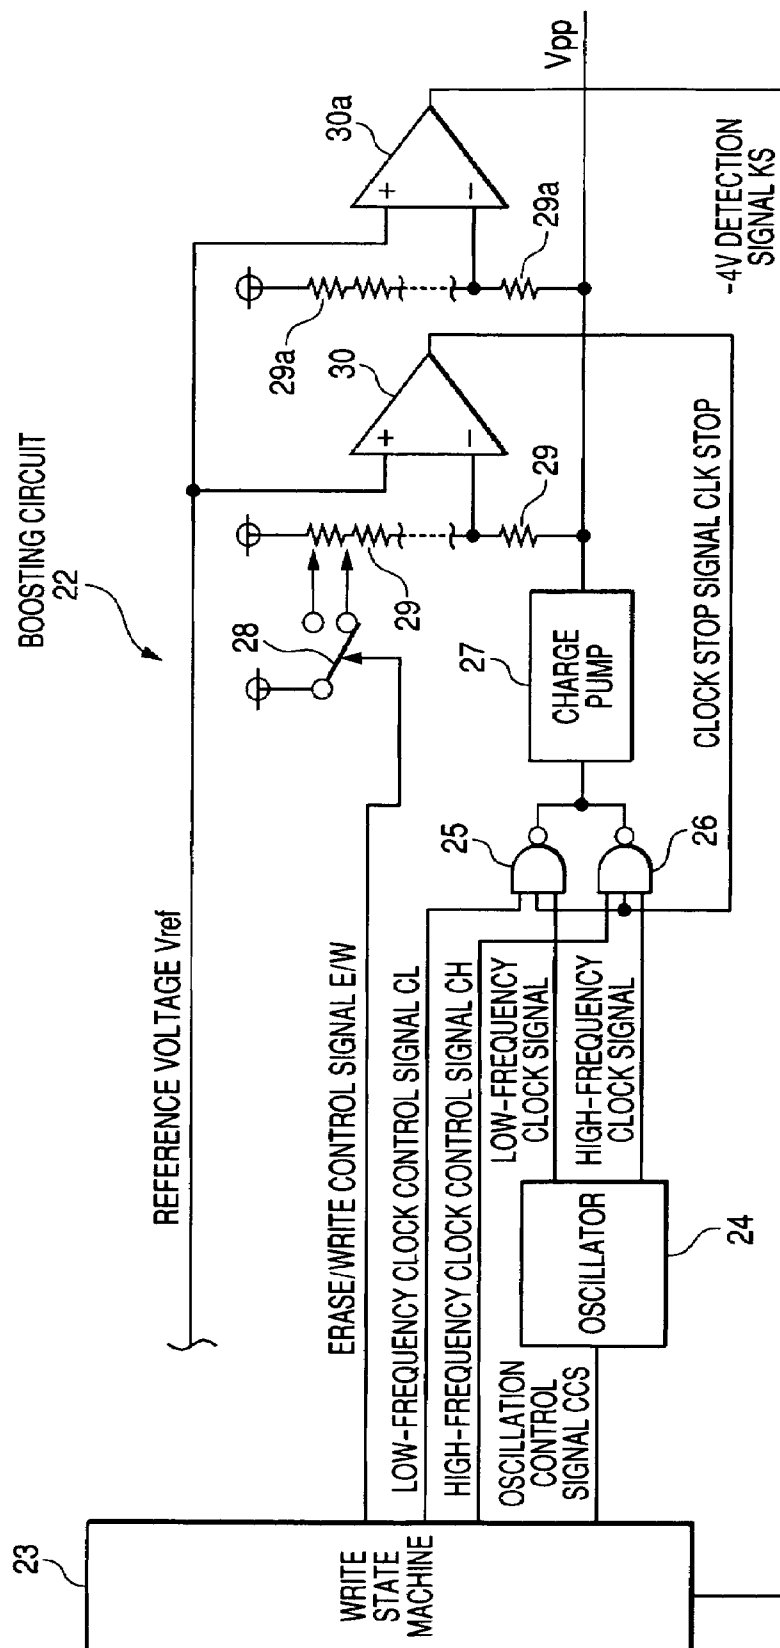 BOOSTING CIRCUIT
22
REFERENCE VOLTAGE Vref
23
WRITE
STATE
MACHINE
ERASE/WRITE CONTROL SIGNAL E/W
LOW-FREQUENCY CLOCK CONTROL SIGNAL CL
HIGH-FREQUENCY CLOCK CONTROL SIGNAL CH
OSCILLATION
CONTROL
SIGNAL CCS
OSCILLATOR
24
LOW-FREQUENCY
CLOCK SIGNAL
HIGH-FREQUENCY
CLOCK SIGNAL
25
26
CHARGE
PUMP
27
28
29
29
30
+
−
CLOCK STOP SIGNAL CLK STOP
29a
29a
30a
+
−
Vpp
-4V DETECTION
SIGNAL KS